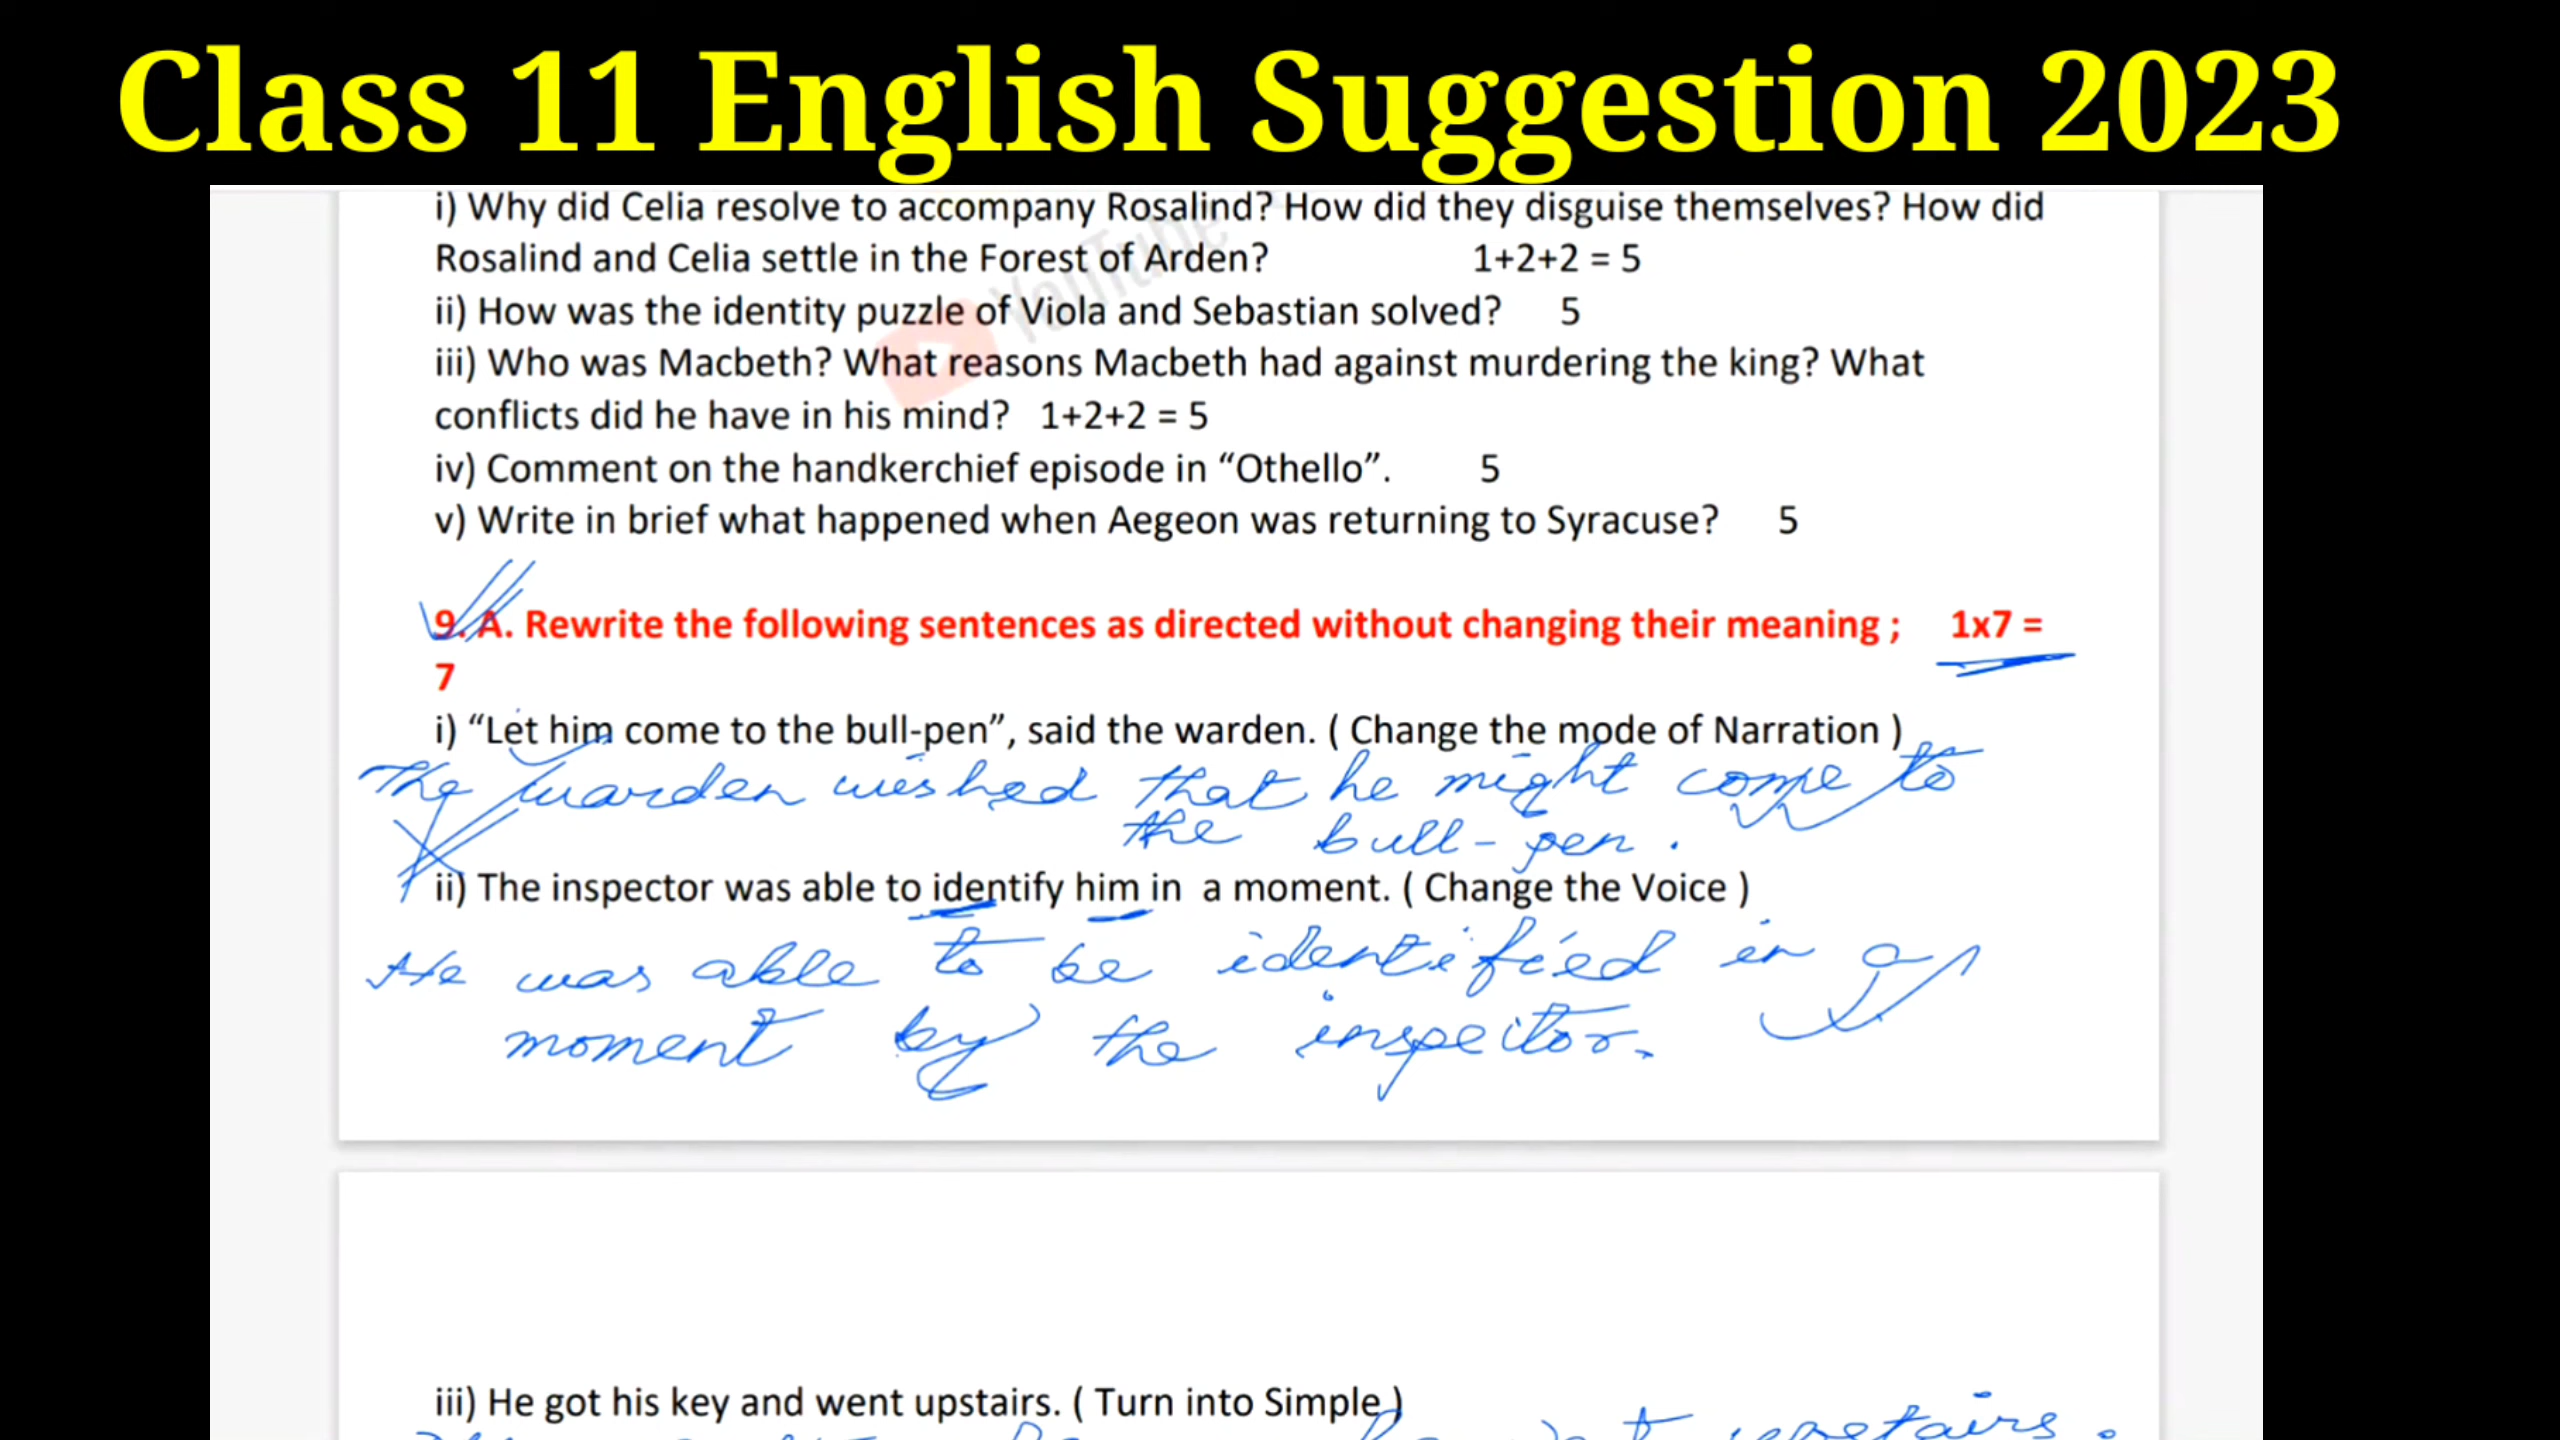 Class 11 English Suggestion 2023
i) Why did Celia resolve to accompany Rosalind? How did they disguise themselves? How did
Rosalind and Celia settle in the Forest of Arden? 1+2+2 = 5
ii) How was the identity puzzle of Viola and Sebastian solved? 5
iii) Who was Macbeth? What reasons Macbeth had against murdering the king? What
conflicts did he have in his mind? 1+2+2 = 5
iv) Comment on the handkerchief episode in “Othello”. 5
v) Write in brief what happened when Aegeon was returning to Syracuse? 5
9. A. Rewrite the following sentences as directed without changing their meaning ; 1x7 =
7
i) “Let him come to the bull-pen”, said the warden. ( Change the mode of Narration )
The warden wished that he might come to
the bull-pen.
ii) The inspector was able to identify him in a moment. ( Change the Voice )
He was able to be identified in a
moment by the inspector.
iii) He got his key and went upstairs. ( Turn into Simple )
upstairs.